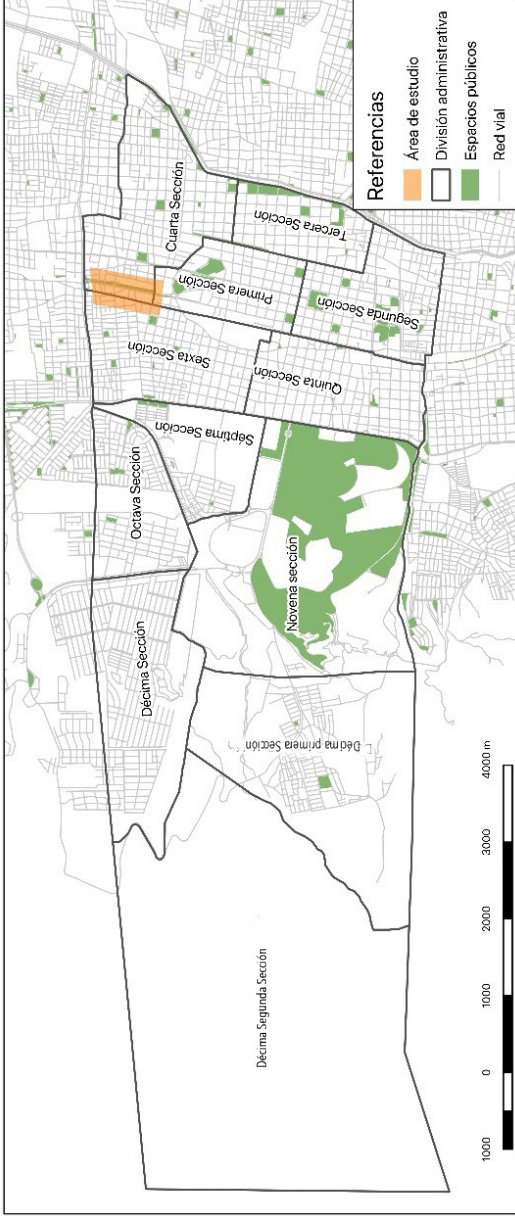 Cuarta Sección
Tercera Sección
Primera Sección
Segunda Sección
Sexta Sección
Quinta Sección
Séptima Sección
Octava Sección
Novena sección
Décima Sección
Décma primera Sección
Décima Segunda Sección
Referencias
Área de estudio
División administrativa
Espacios públicos
Red vial
1000 0 1000 2000 3000 4000 m